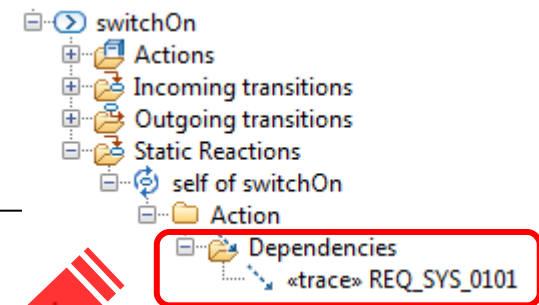 switchOn
Actions
Incoming transitions
Outgoing transitions
Static Reactions
self of switchOn
Action
Dependencies
«trace» REQ_SYS_0101